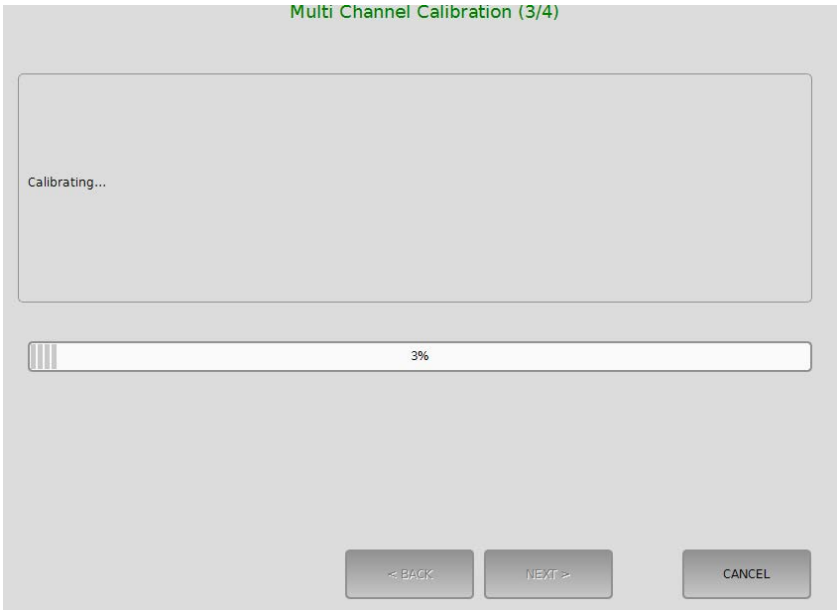 Multi Channel Calibration (3/4)
Calibrating...
3%
< BACK
NEXT >
CANCEL